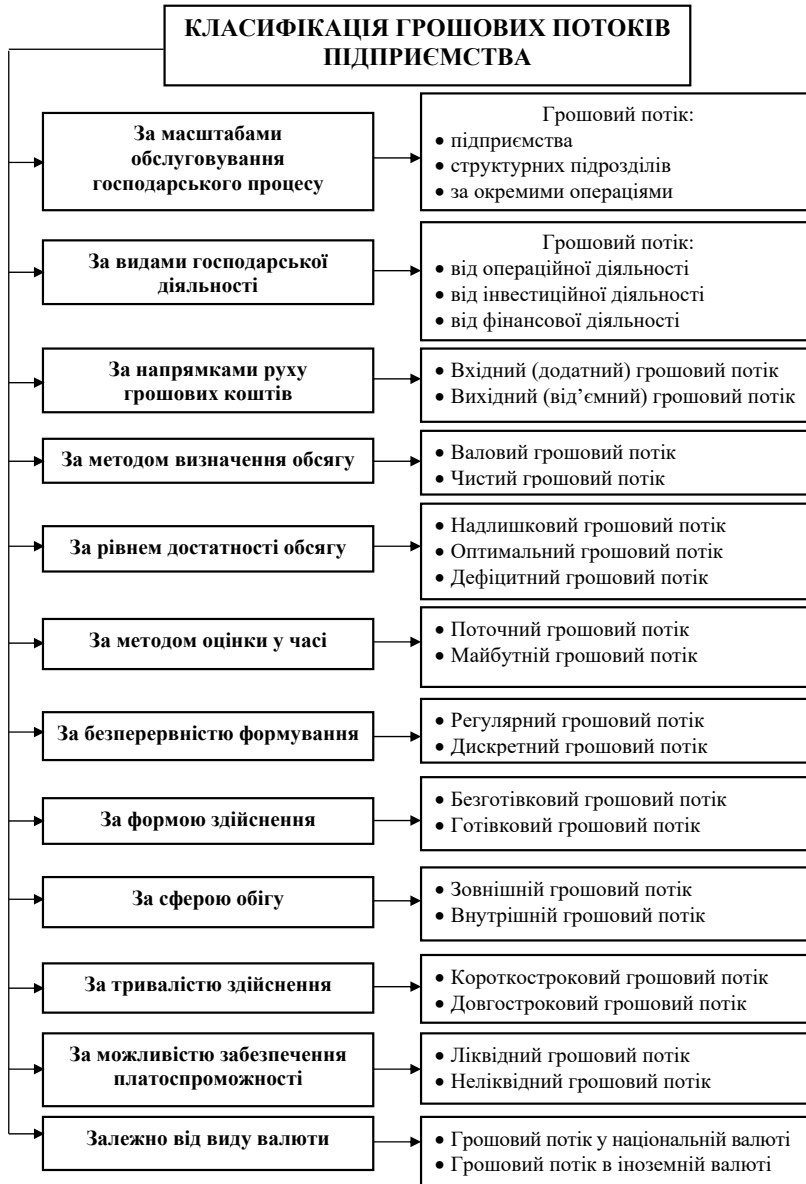 КЛАСИФІКАЦІЯ ГРОШОВИХ ПОТОКІВ
ПІДПРИЄМСТВА
За масштабами
обслуговування
господарського процесу
Грошовий потік:
• підприємства
• структурних підрозділів
• за окремими операціями
За видами господарської
діяльності
Грошовий потік:
• від операційної діяльності
• від інвестиційної діяльності
• від фінансової діяльності
За напрямками руху
грошових коштів
• Вхідний (додатний) грошовий потік
• Вихідний (від’ємний) грошовий потік
За методом визначення обсягу
• Валовий грошовий потік
• Чистий грошовий потік
За рівнем достатності обсягу
• Надлишковий грошовий потік
• Оптимальний грошовий потік
• Дефіцитний грошовий потік
За методом оцінки у часі
• Поточний грошовий потік
• Майбутній грошовий потік
За безперервністю формування
• Регулярний грошовий потік
• Дискретний грошовий потік
За формою здійснення
• Безготівковий грошовий потік
• Готівковий грошовий потік
За сферою обігу
• Зовнішній грошовий потік
• Внутрішній грошовий потік
За тривалістю здійснення
• Короткостроковий грошовий потік
• Довгостроковий грошовий потік
За можливістю забезпечення
платоспроможності
• Ліквідний грошовий потік
• Неліквідний грошовий потік
Залежно від виду валюти
• Грошовий потік у національній валюті
• Грошовий потік в іноземній валюті